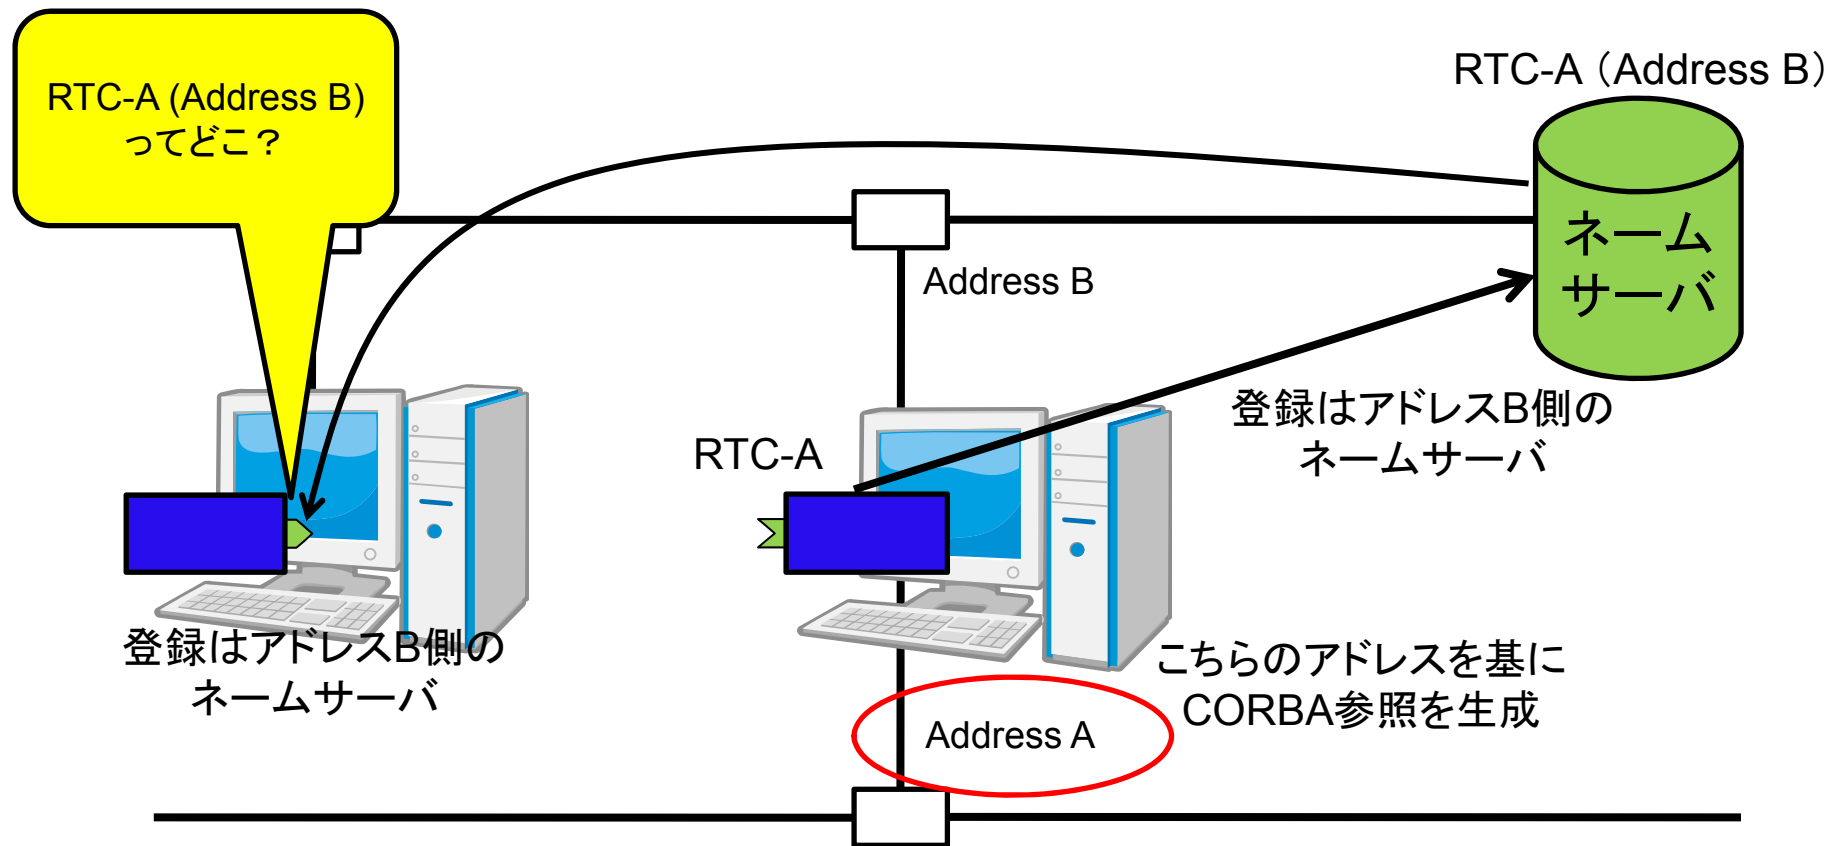 RTC-A (Address B)
ってどこ？
RTC-A（Address B）
ネーム
サーバ
Address B
登録はアドレスB側の
ネームサーバ
RTC-A
登録はアドレスB側の
ネームサーバ
こちらのアドレスを基に
CORBA参照を生成
Address A